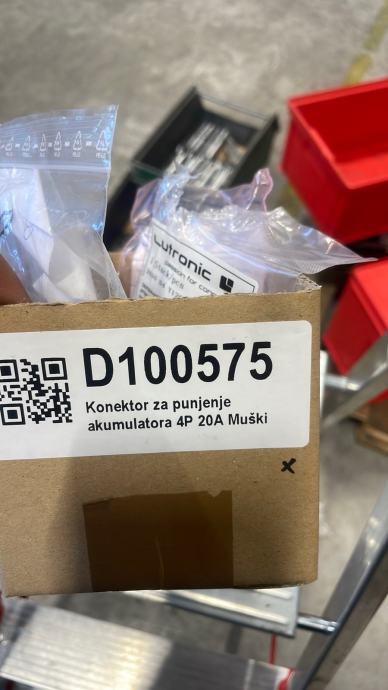 Lutronic
D100575
Konektor za punjenje
akumulatora 4P 20A Muški
x